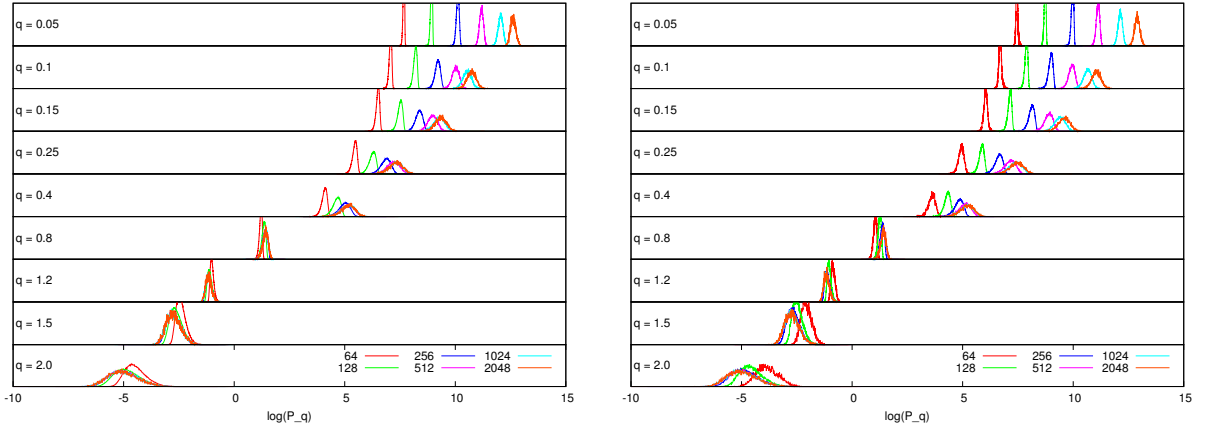 q = 0.05
q = 0.1
q = 0.15
q = 0.25
q = 0.4
q = 0.8
q = 1.2
q = 1.5
q = 2.0
64 256 1024
128 512 2048
-10 -5 0 5 10 15
log(P_q)
q = 0.05
q = 0.1
q = 0.15
q = 0.25
q = 0.4
q = 0.8
q = 1.2
q = 1.5
q = 2.0
64 256 1024
128 512 2048
-10 -5 0 5 10 15
log(P_q)